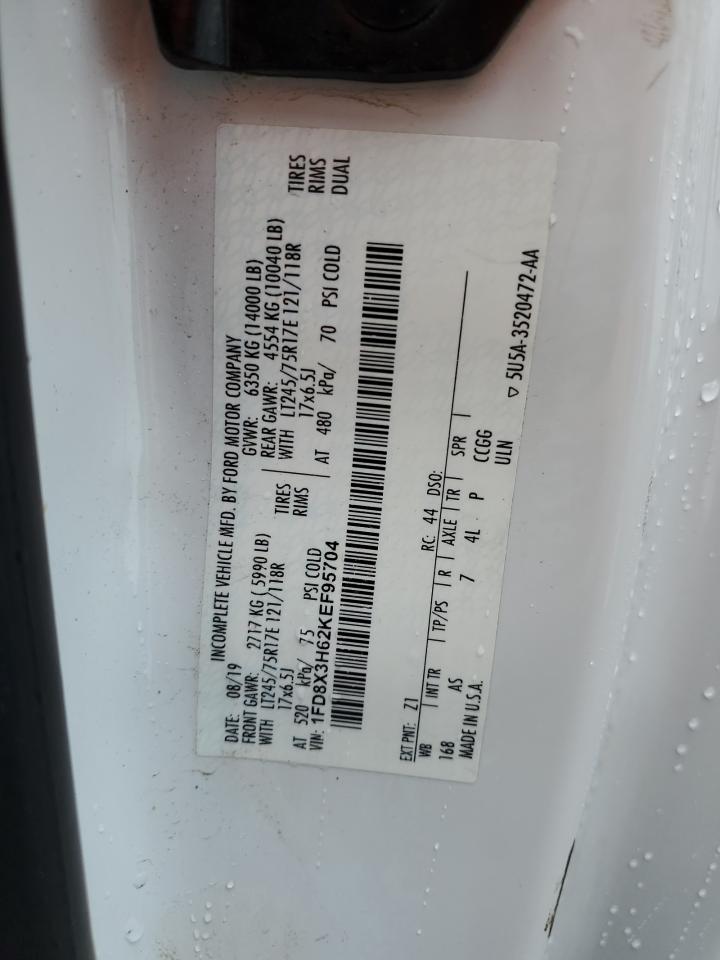 INCOMPLETE VEHICLE MFD. BY FORD MOTOR COMPANY
DATE: 08/19 GVWR: 6350 KG (14000 LB)
FRONT GAWR: 2717 KG ( 5990 LB) REAR GAWR: 4554 KG (10040 LB)
WITH LT245/75R17E 121/118R TIRES WITH LT245/75R17E 121/118R TIRES
17x6.5J RIMS 17x6.5J RIMS
AT 520 kPa/ 75 PSI COLD AT 480 kPa/ 70 PSI COLD DUAL
VIN: 1FD8X3H62KEF95704
EXT PNT: Z1 RC: 44 DSO:
WB INT TR TP/PS R AXLE TR SPR
168 AS 7 4L P CCGG
MADE IN U.S.A. ULN
▽ 5U5A-3520472-AA